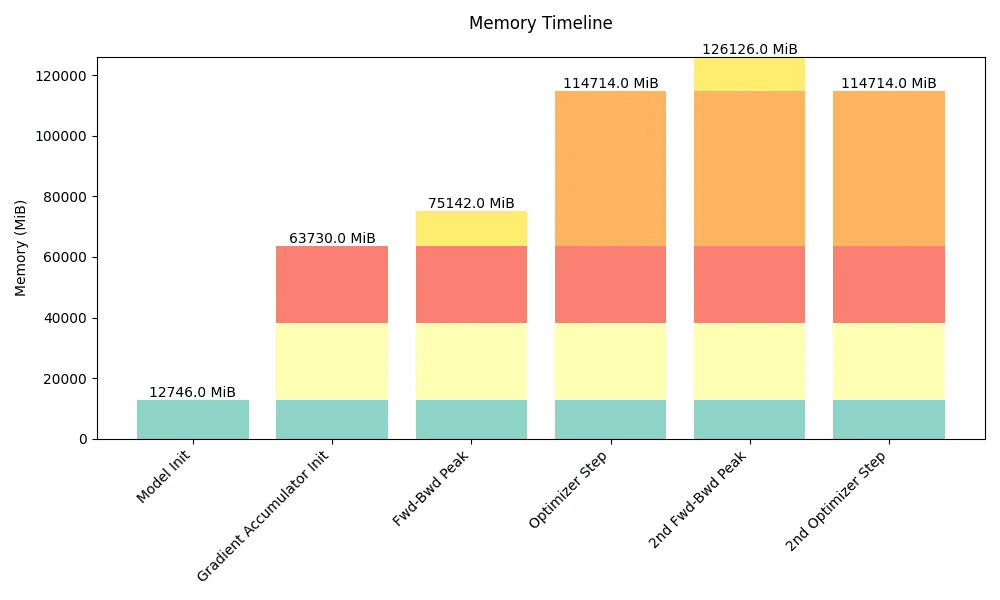 Memory Timeline
126126.0 MiB
120000
114714.0 MiB
114714.0 MiB
100000
80000
75142.0 MiB
63730.0 MiB
60000
40000
20000
12746.0 MiB
0
Memory (MiB)
Model Init
Gradient Accumulator Init
Fwd-Bwd Peak
Optimizer Step
2nd Fwd-Bwd Peak
2nd Optimizer Step